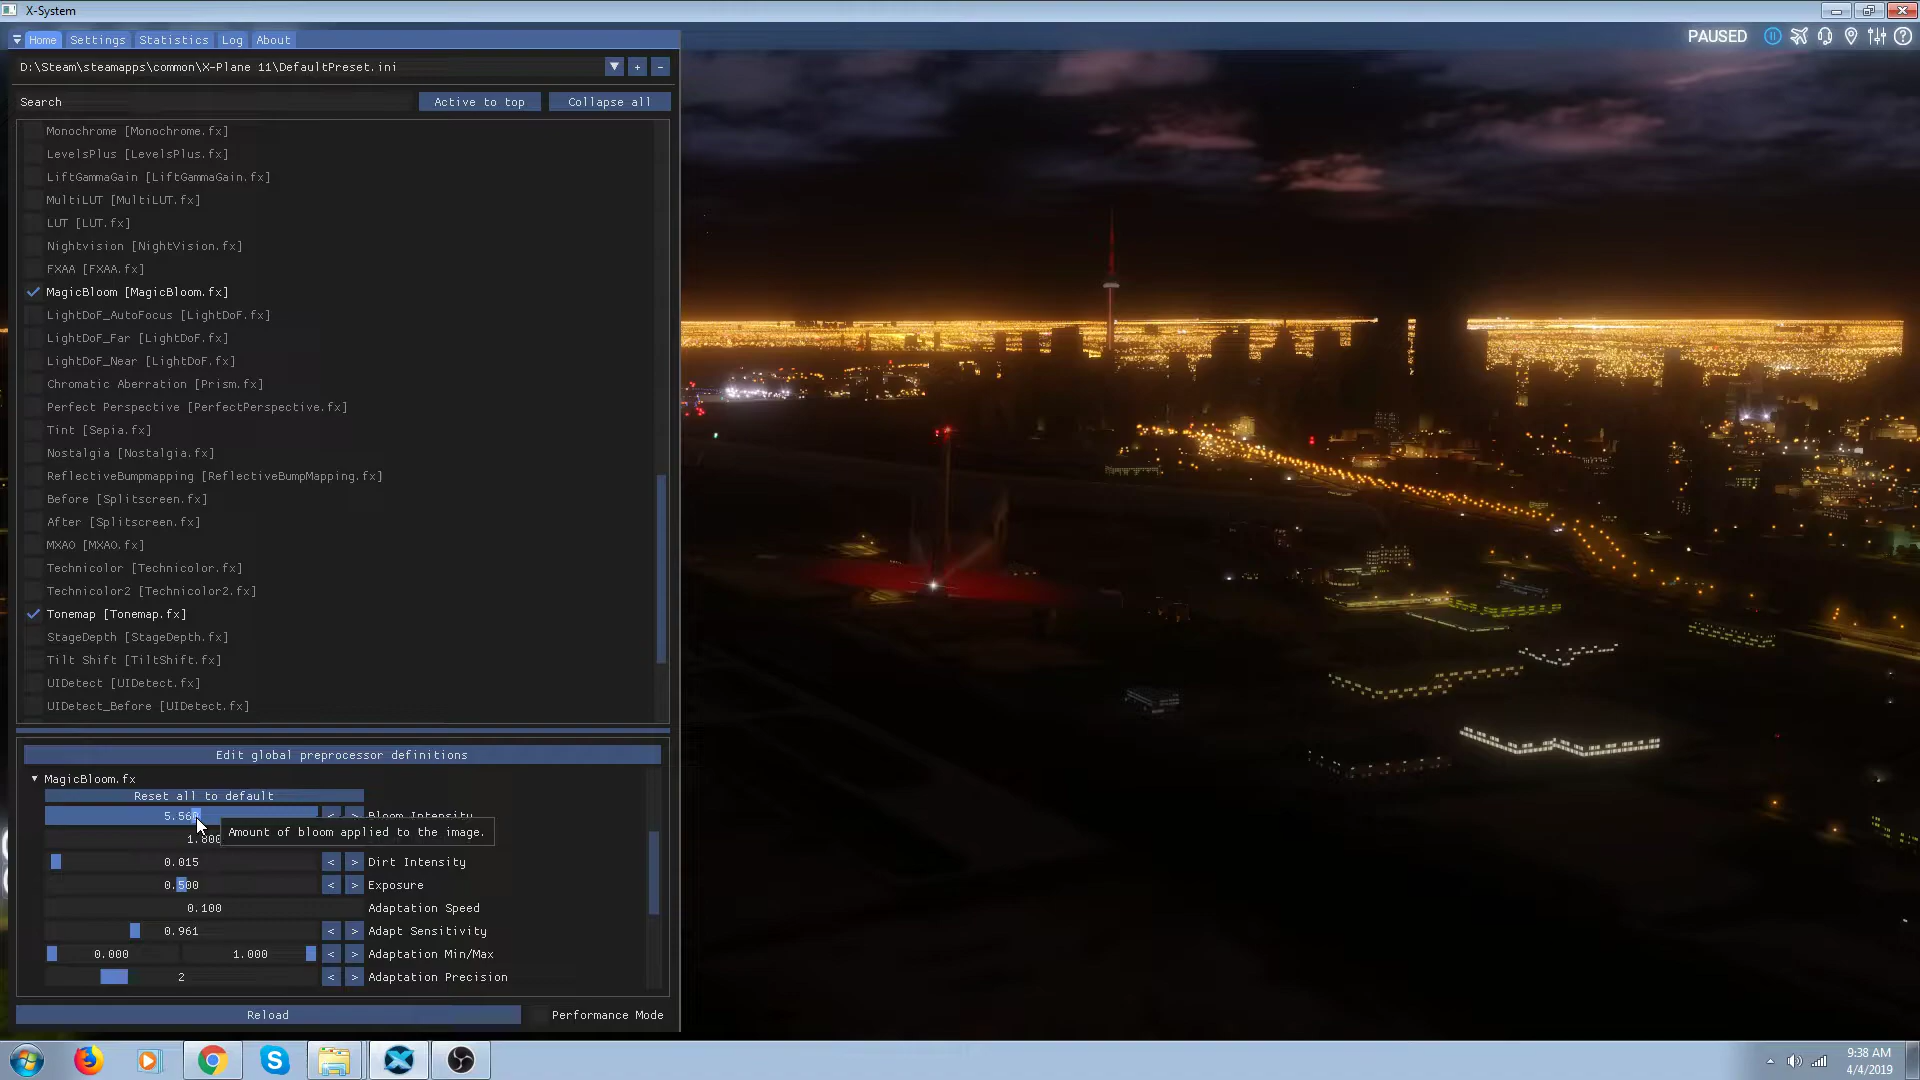 X-System
Home Settings Statistics Log About
PAUSED
D:\Steam\steamapps\common\X-Plane 11\DefaultPreset.ini
+ -
Search
Active to top
Collapse all
Monochrome [Monochrome.fx]
LevelsPlus [LevelsPlus.fx]
LiftGammaGain [LiftGammaGain.fx]
MultiLUT [MultiLUT.fx]
LUT [LUT.fx]
Nightvision [NightVision.fx]
FXAA [FXAA.fx]
MagicBloom [MagicBloom.fx]
LightDoF_AutoFocus [LightDoF.fx]
LightDoF_Far [LightDoF.fx]
LightDoF_Near [LightDoF.fx]
Chromatic Aberration [Prism.fx]
Perfect Perspective [PerfectPerspective.fx]
Tint [Sepia.fx]
Nostalgia [Nostalgia.fx]
ReflectiveBumpmapping [ReflectiveBumpMapping.fx]
Before [Splitscreen.fx]
After [Splitscreen.fx]
MXAO [MXAO.fx]
Technicolor [Technicolor.fx]
Technicolor2 [Technicolor2.fx]
Tonemap [Tonemap.fx]
StageDepth [StageDepth.fx]
Tilt Shift [TiltShift.fx]
UIDetect [UIDetect.fx]
UIDetect_Before [UIDetect.fx]
Edit global preprocessor definitions
MagicBloom.fx
Reset all to default
< > Bloom Intensity
Amount of bloom applied to the image.
1.800
0.015 < > Dirt Intensity
0.500 < > Exposure
0.100 Adaptation Speed
0.961 < > Adapt Sensitivity
0.000 1.000 < > Adaptation Min/Max
2 < > Adaptation Precision
Reload
Performance Mode
9:38 AM
4/4/2019